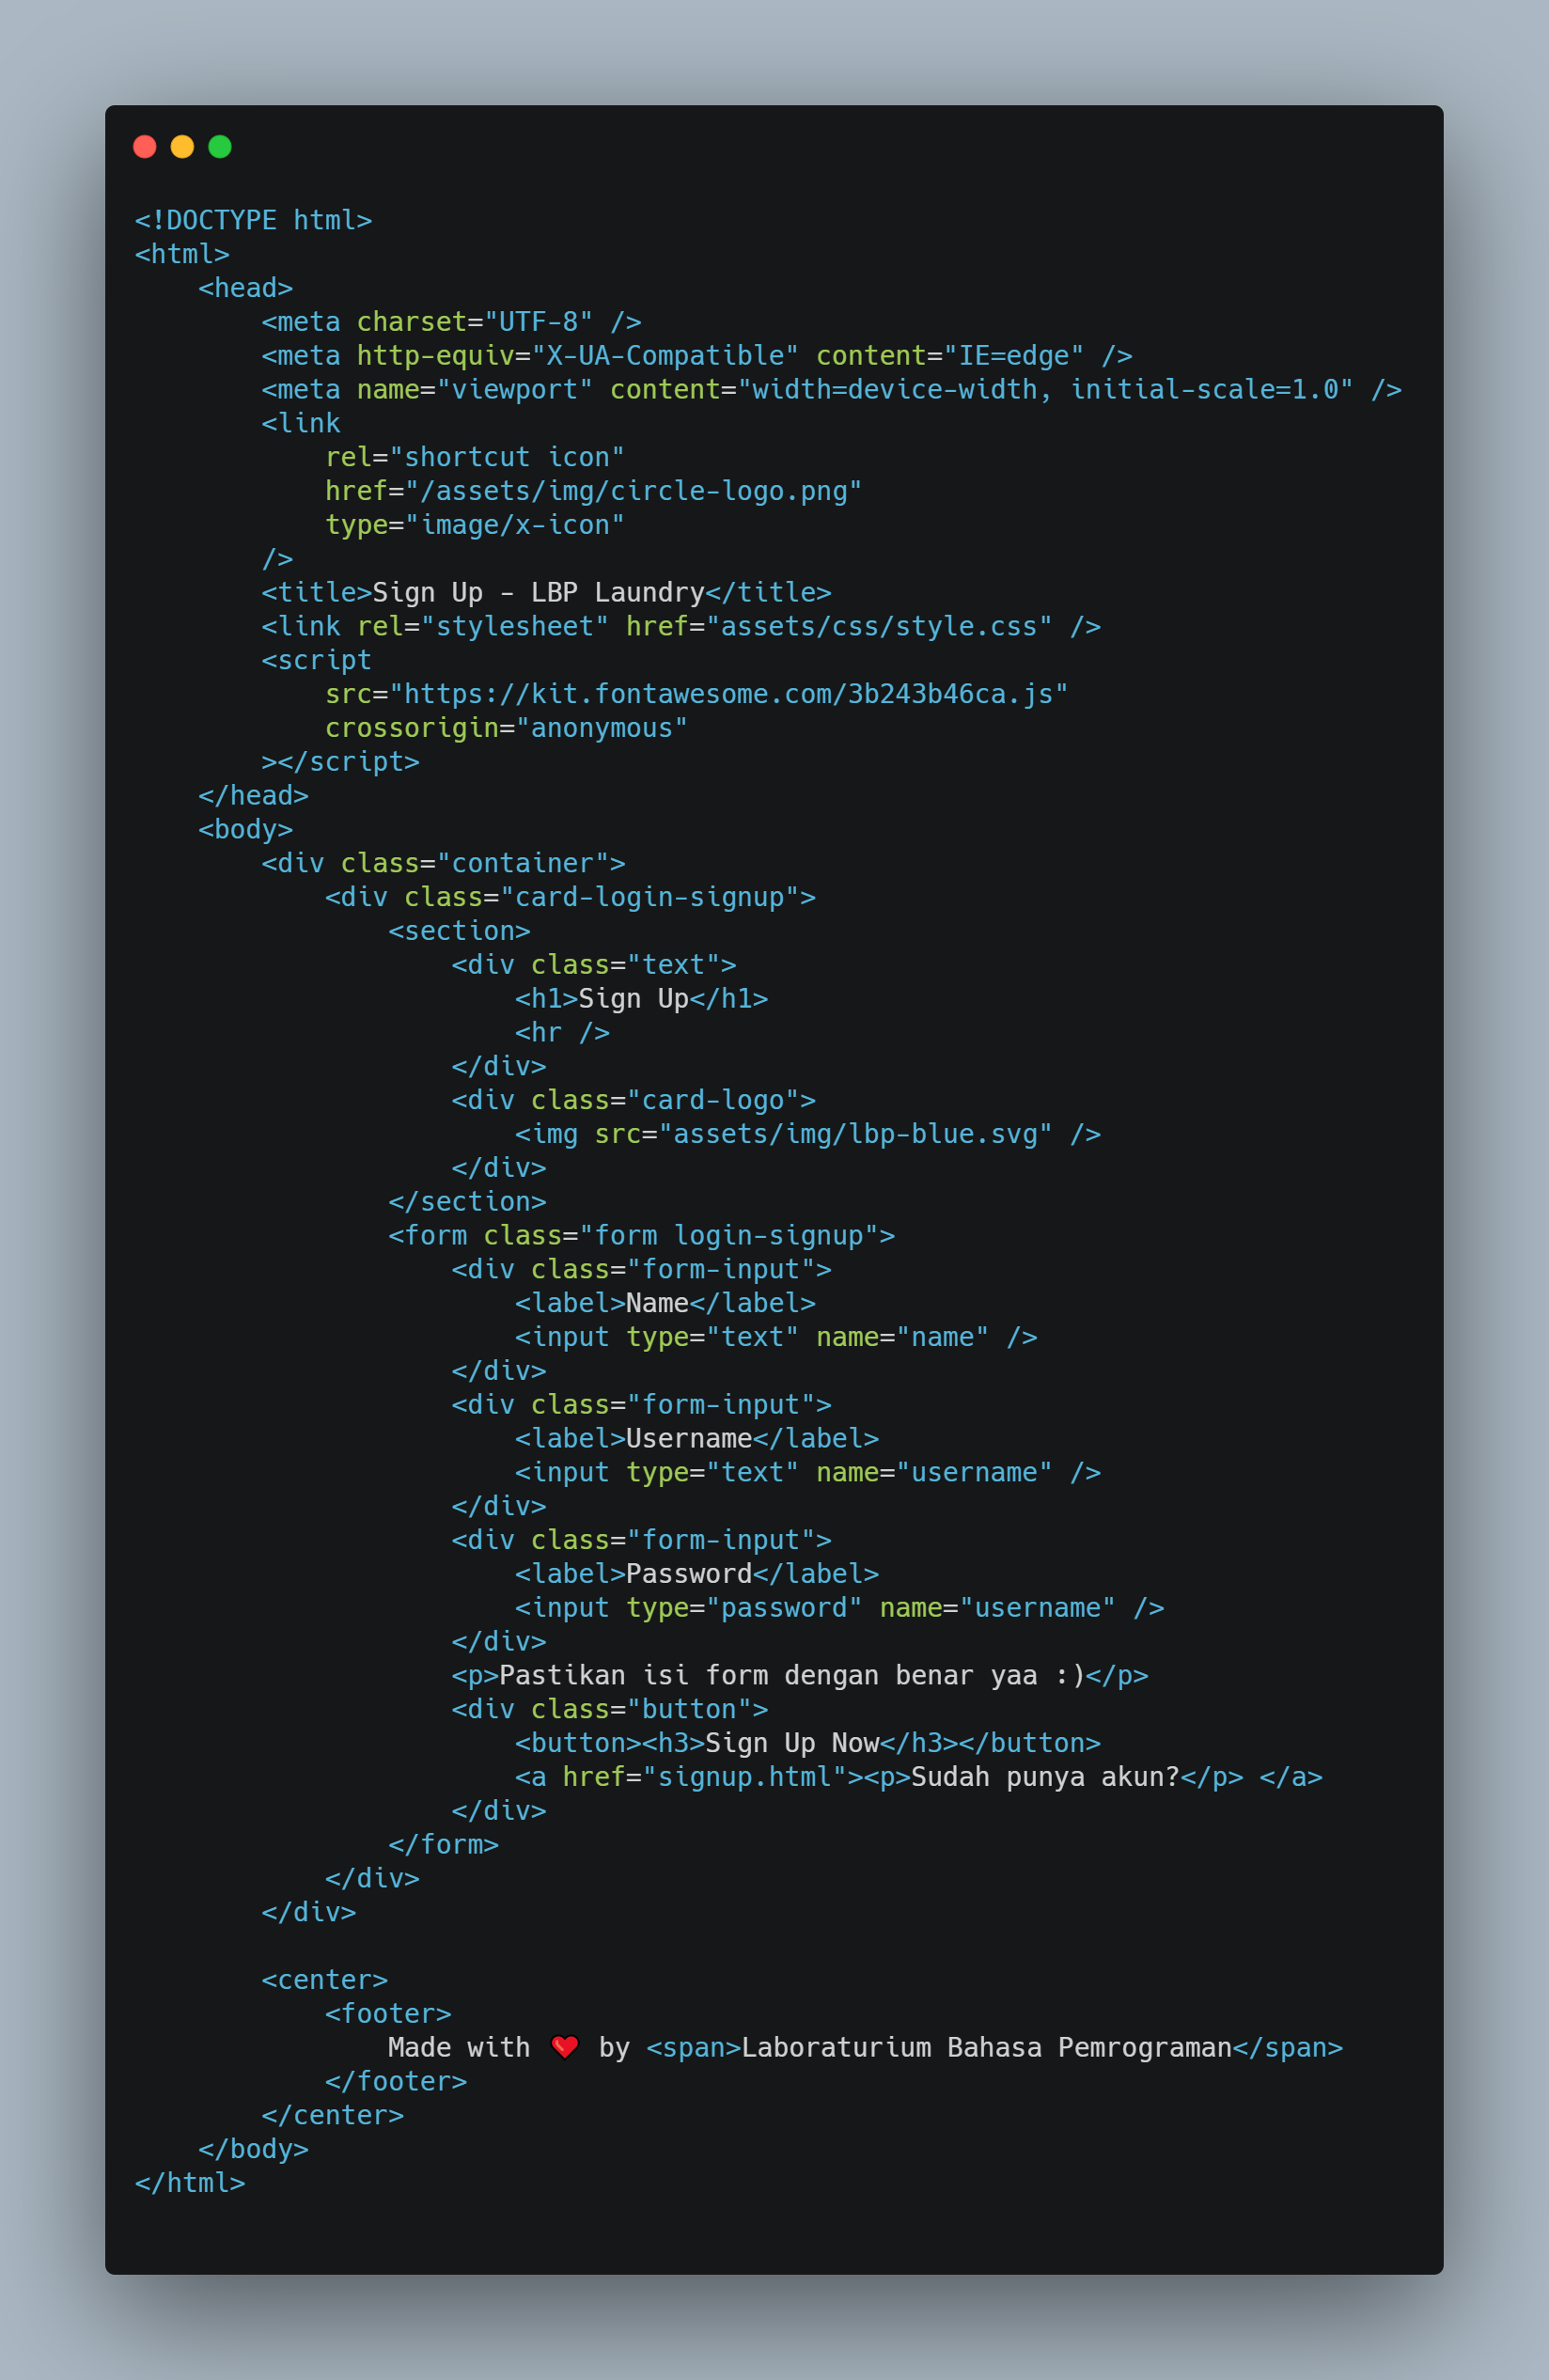 <!DOCTYPE html>
<html>
    <head>
        <meta charset="UTF-8" />
        <meta http-equiv="X-UA-Compatible" content="IE=edge" />
        <meta name="viewport" content="width=device-width, initial-scale=1.0" />
        <link
            rel="shortcut icon"
            href="/assets/img/circle-logo.png"
            type="image/x-icon"
        />
        <title>Sign Up - LBP Laundry</title>
        <link rel="stylesheet" href="assets/css/style.css" />
        <script
            src="https://kit.fontawesome.com/3b243b46ca.js"
            crossorigin="anonymous"
        ></script>
    </head>
    <body>
        <div class="container">
            <div class="card-login-signup">
                <section>
                    <div class="text">
                        <h1>Sign Up</h1>
                        <hr />
                    </div>
                    <div class="card-logo">
                        <img src="assets/img/lbp-blue.svg" />
                    </div>
                </section>
                <form class="form login-signup">
                    <div class="form-input">
                        <label>Name</label>
                        <input type="text" name="name" />
                    </div>
                    <div class="form-input">
                        <label>Username</label>
                        <input type="text" name="username" />
                    </div>
                    <div class="form-input">
                        <label>Password</label>
                        <input type="password" name="username" />
                    </div>
                    <p>Pastikan isi form dengan benar yaa :)</p>
                    <div class="button">
                        <button><h3>Sign Up Now</h3></button>
                        <a href="signup.html"><p>Sudah punya akun?</p> </a>
                    </div>
                </form>
            </div>
        </div>

        <center>
            <footer>
                Made with ❤️ by <span>Laboraturium Bahasa Pemrograman</span>
            </footer>
        </center>
    </body>
</html>